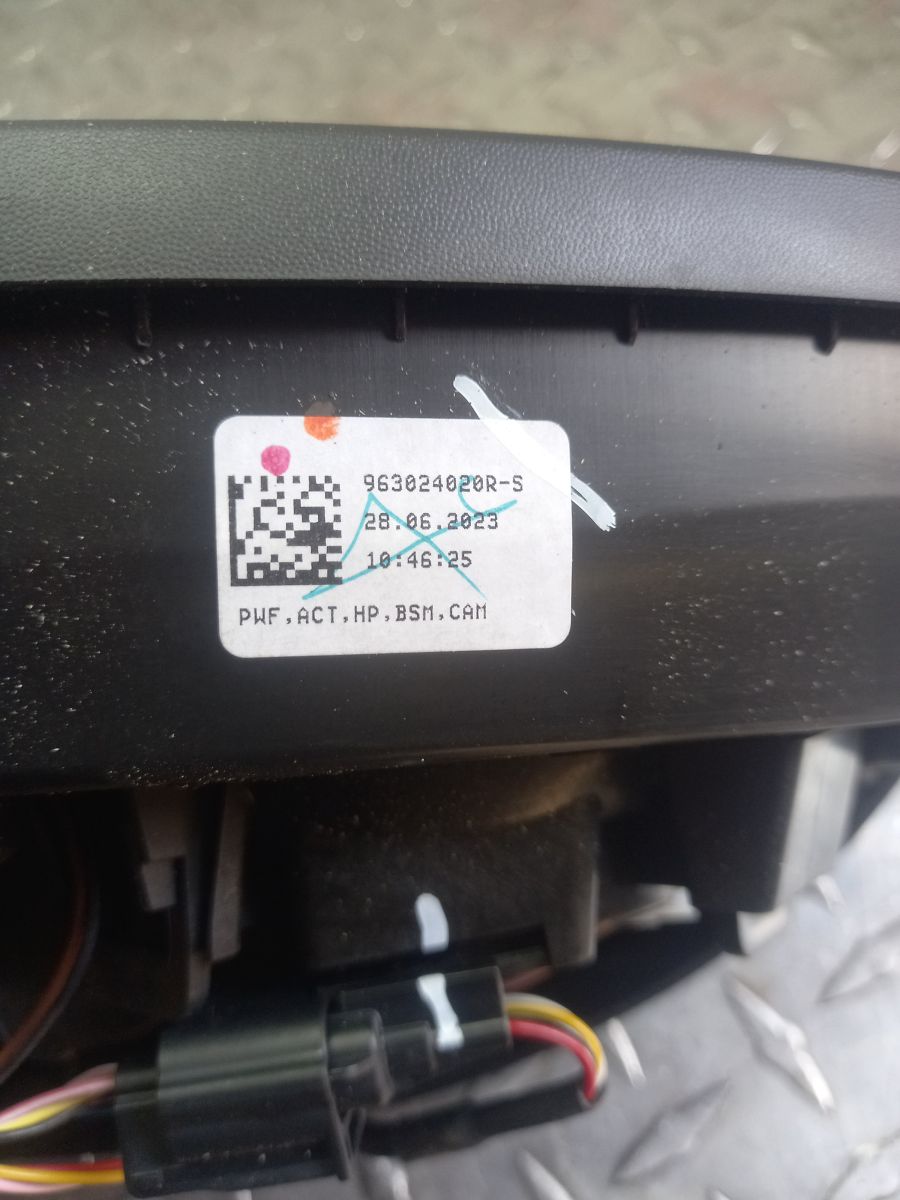 963024020R-S
28.06.2023
10:46:25
PWF,ACT,HP,BSM,CAM